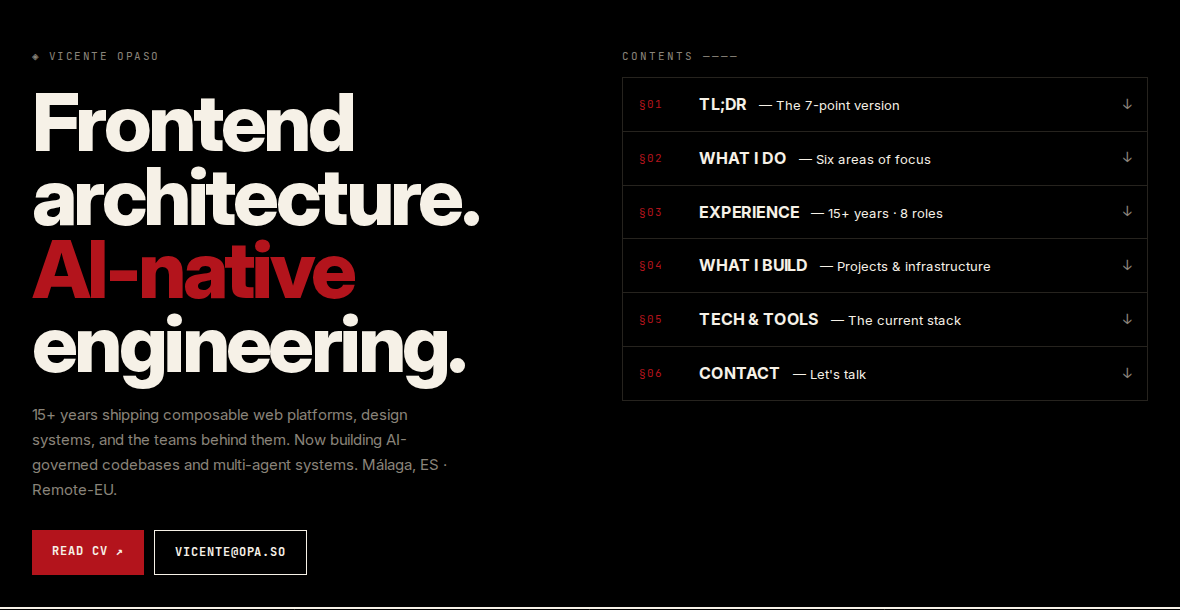 ◈ VICENTE OPASO
Frontend
architecture.
AI-native
engineering.
15+ years shipping composable web platforms, design
systems, and the teams behind them. Now building AI-
governed codebases and multi-agent systems. Málaga, ES ·
Remote-EU.
READ CV ↗
VICENTE@OPA.SO
CONTENTS ————
§01 TL;DR — The 7-point version ↓
§02 WHAT I DO — Six areas of focus ↓
§03 EXPERIENCE — 15+ years · 8 roles ↓
§04 WHAT I BUILD — Projects & infrastructure ↓
§05 TECH & TOOLS — The current stack ↓
§06 CONTACT — Let's talk ↓